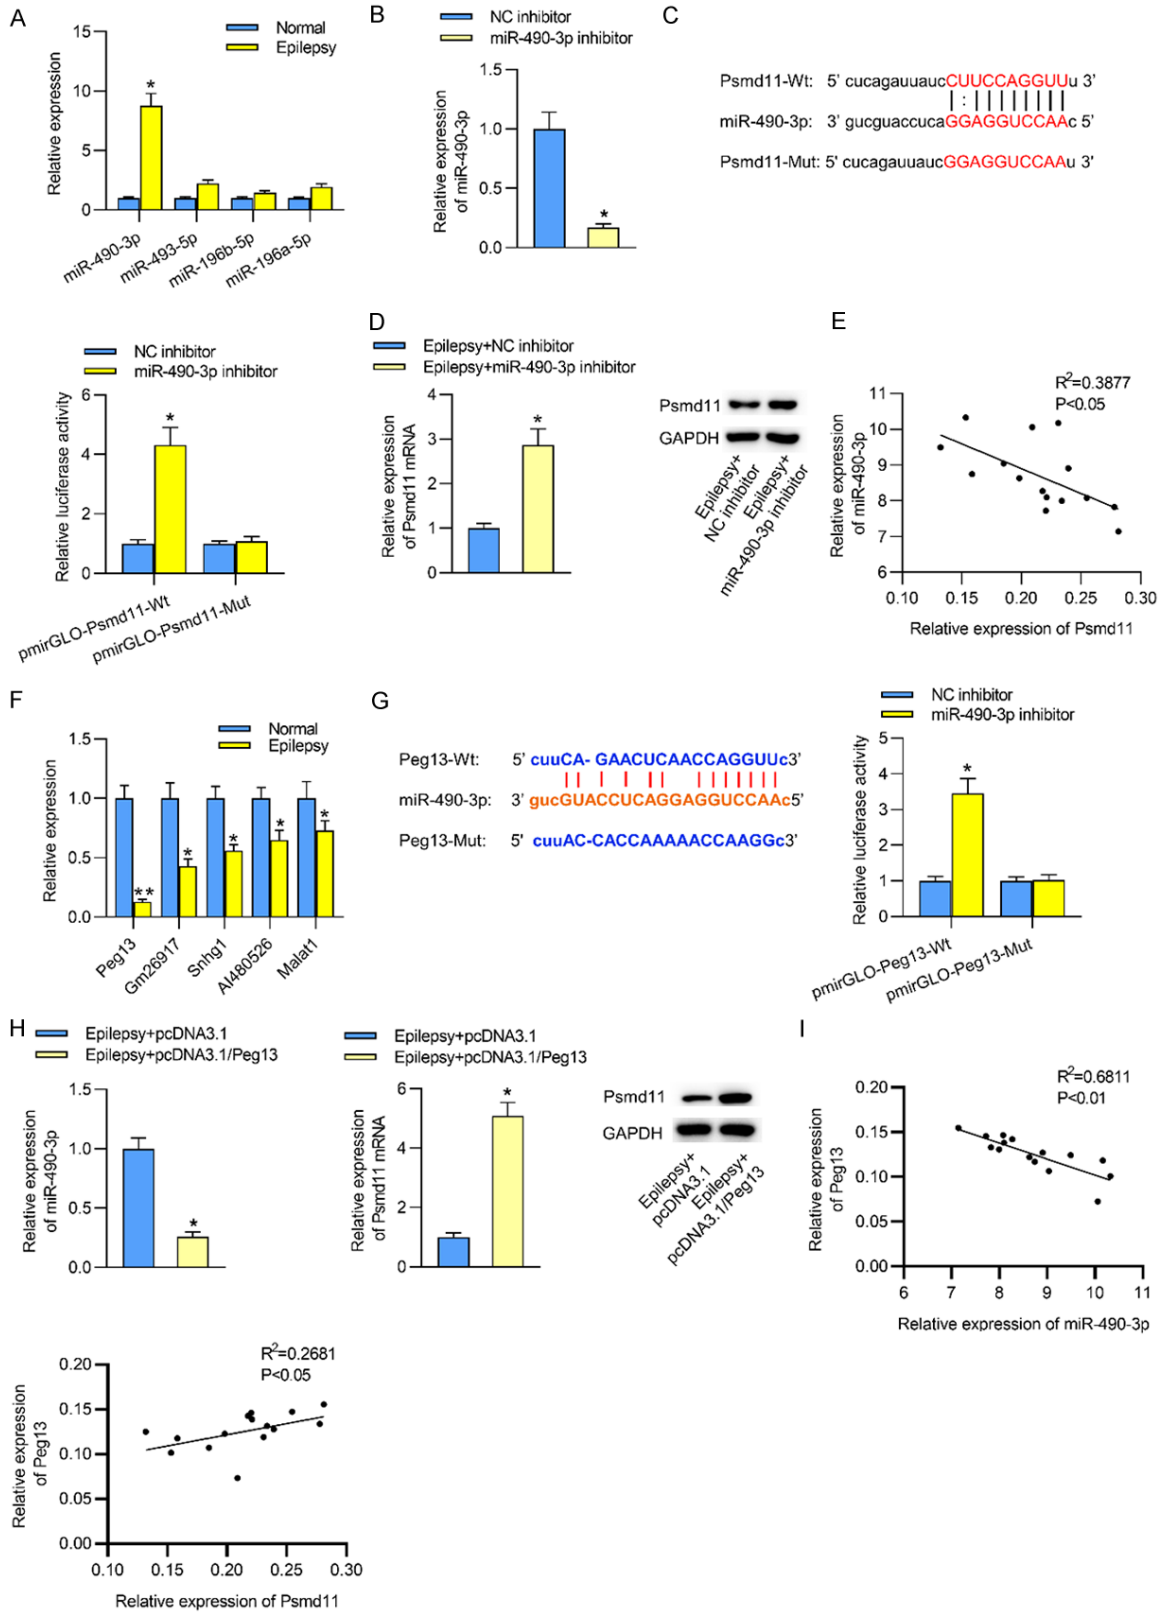 A
Normal
Epilepsy
Relative expression
15
10
5
0
*
miR-490-3p
miR-493-5p
miR-196b-5p
miR-196a-5p
B
NC inhibitor
miR-490-3p inhibitor
Relative expression
of miR-490-3p
1.5
1.0
0.5
0.0
*
C
Psmd11-Wt: 5' cucagauuaucCUUCCAGGUUu 3'
miR-490-3p: 3' gucguaccucaGGAGGUCCAAc 5'
Psmd11-Mut: 5' cucagauuaucGGAGGUCCAAu 3'
NC inhibitor
miR-490-3p inhibitor
Relative luciferase activity
6
4
2
0
*
pmirGLO-Psmd11-Wt
pmirGLO-Psmd11-Mut
D
Epilepsy+NC inhibitor
Epilepsy+miR-490-3p inhibitor
Relative expression
of Psmd11 mRNA
4
3
2
1
0
*
Psmd11
GAPDH
Epilepsy+
NC inhibitor
Epilepsy+
miR-490-3p inhibitor
E
R²=0.3877
P<0.05
Relative expression
of miR-490-3p
11
10
9
8
7
6
0.10 0.15 0.20 0.25 0.30
Relative expression of Psmd11
F
Normal
Epilepsy
Relative expression
1.5
1.0
0.5
0.0
** * * * *
Peg13
Gm26917
Snhg1
AI480526
Malat1
G
Peg13-Wt: 5' cuuCA- GAACUCAACCAGGUUc3'
miR-490-3p: 3' gucGUACCUCAGGAGGUCCAAc5'
Peg13-Mut: 5' cuuAC-CACCAAAAACCAAGGc3'
NC inhibitor
miR-490-3p inhibitor
Relative luciferase activity
5
4
3
2
1
0
*
pmirGLO-Peg13-Wt
pmirGLO-Peg13-Mut
H
Epilepsy+pcDNA3.1
Epilepsy+pcDNA3.1/Peg13
Relative expression
of miR-490-3p
1.5
1.0
0.5
0.0
*
Epilepsy+pcDNA3.1
Epilepsy+pcDNA3.1/Peg13
Relative expression
of Psmd11 mRNA
6
4
2
0
*
Psmd11
GAPDH
Epilepsy+
pcDNA3.1
Epilepsy+
pcDNA3.1/Peg13
I
R²=0.6811
P<0.01
Relative expression
of Peg13
0.20
0.15
0.10
0.05
0.00
6 7 8 9 10 11
Relative expression of miR-490-3p
R²=0.2681
P<0.05
Relative expression
of Peg13
0.20
0.15
0.10
0.05
0.00
0.10 0.15 0.20 0.25 0.30
Relative expression of Psmd11